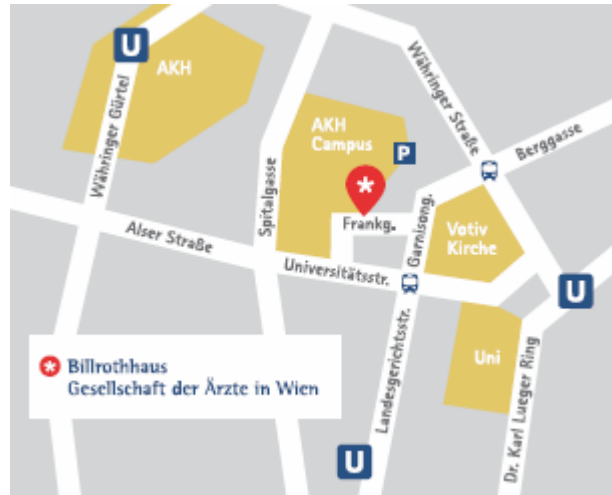 U
AKH
Währinger Gürtel
Spitalgasse
AKH
Campus
P
Währinger Straße
Berggasse
Alser Straße
Frankg.
Garnisong.
Votiv
Kirche
Universitätsstr.
U
Uni
Landesgerichtsstr.
Dr. Karl Lueger Ring
Billrothhaus
Gesellschaft der Ärzte in Wien
U